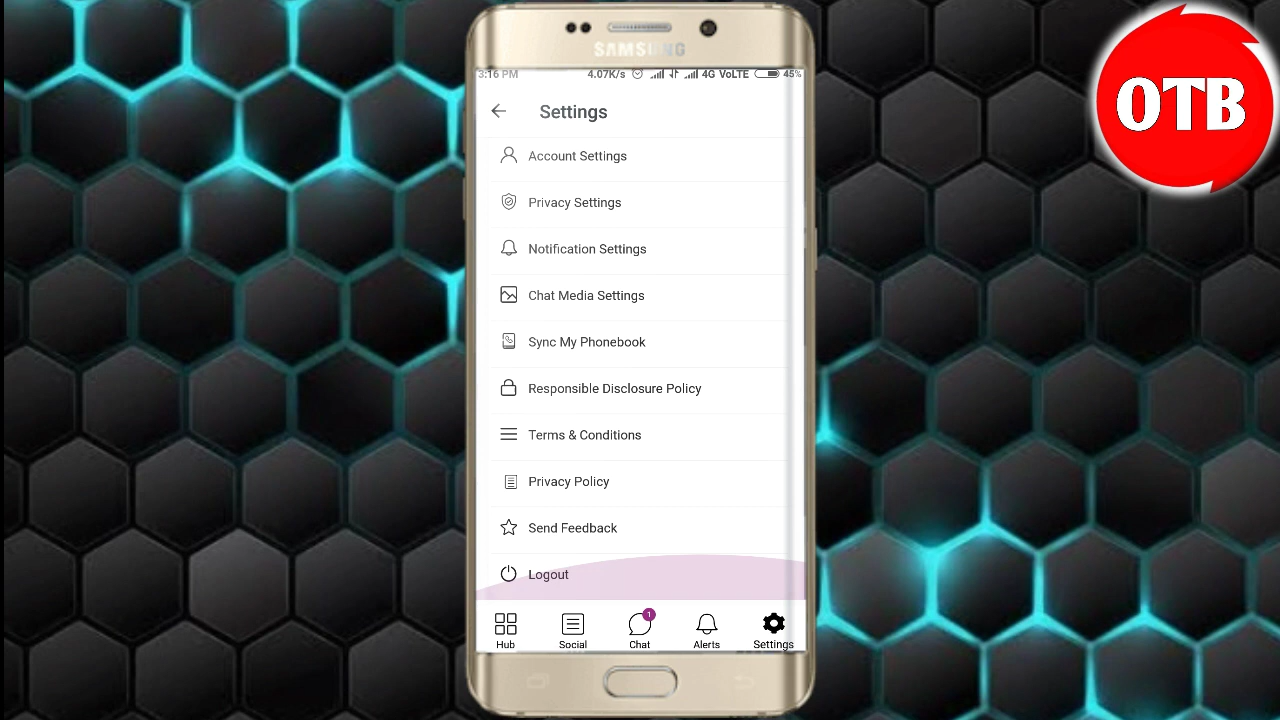 OTB
SAMSUNG
3:16 PM 4.07K/s 4G VoLTE 45%
Settings
Account Settings
Privacy Settings
Notification Settings
Chat Media Settings
Sync My Phonebook
Responsible Disclosure Policy
Terms & Conditions
Privacy Policy
Send Feedback
Logout
1
Hub Social Chat Alerts Settings